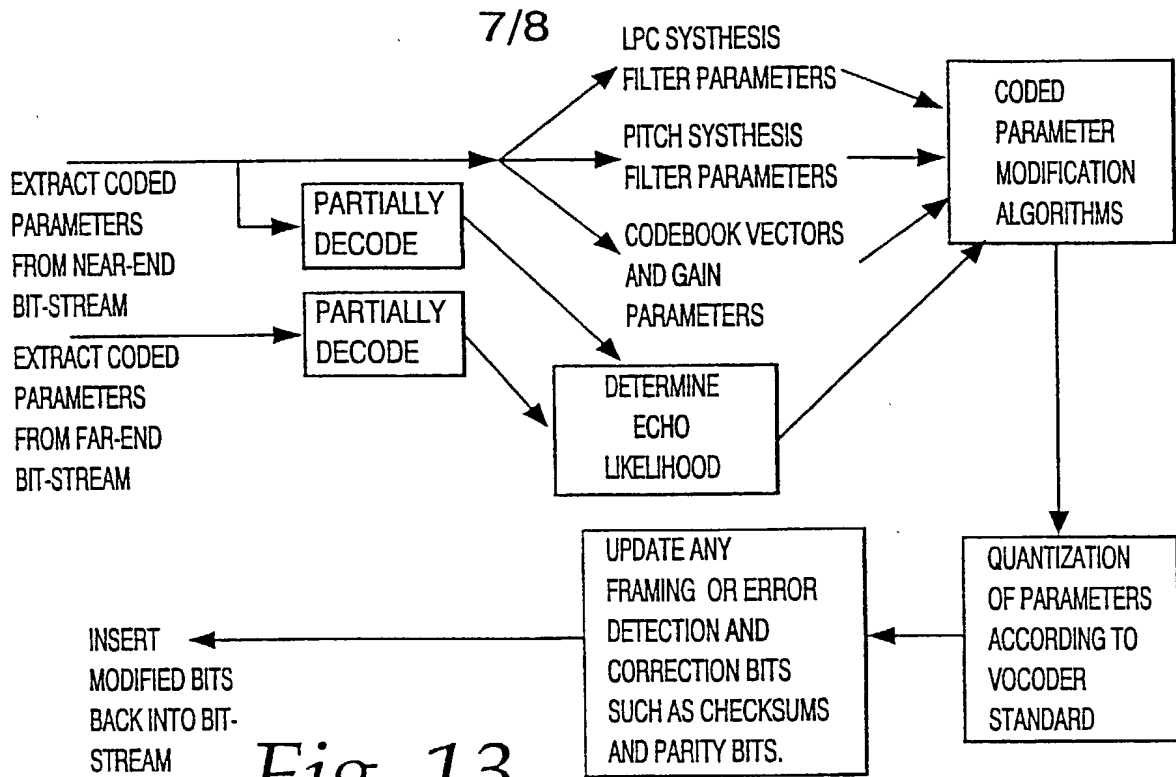 7/8
LPC SYSTHESIS
FILTER PARAMETERS
PITCH SYSTHESIS
FILTER PARAMETERS
CODEBOOK VECTORS
AND GAIN
PARAMETERS
CODED
PARAMETER
MODIFICATION
ALGORITHMS
EXTRACT CODED
PARAMETERS
FROM NEAR-END
BIT-STREAM
PARTIALLY
DECODE
EXTRACT CODED
PARAMETERS
FROM FAR-END
BIT-STREAM
PARTIALLY
DECODE
DETERMINE
ECHO
LIKELIHOOD
QUANTIZATION
OF PARAMETERS
ACCORDING TO
VOCODER
STANDARD
UPDATE ANY
FRAMING OR ERROR
DETECTION AND
CORRECTION BITS
SUCH AS CHECKSUMS
AND PARITY BITS.
INSERT
MODIFIED BITS
BACK INTO BIT-
STREAM
Fig. 13